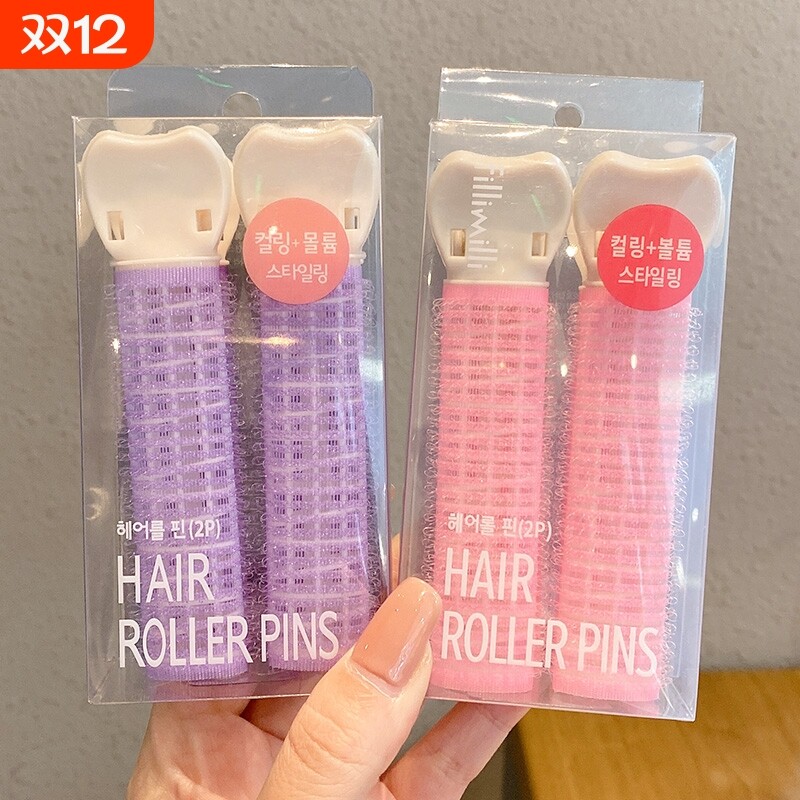 双12
컬링+몰륨
스타일링
헤어를 핀(2P)
HAIR
ROLLER PINS
fillimilli
컬링+볼륨
스타일링
헤어롤 핀(2P)
HAIR
ROLLER PINS